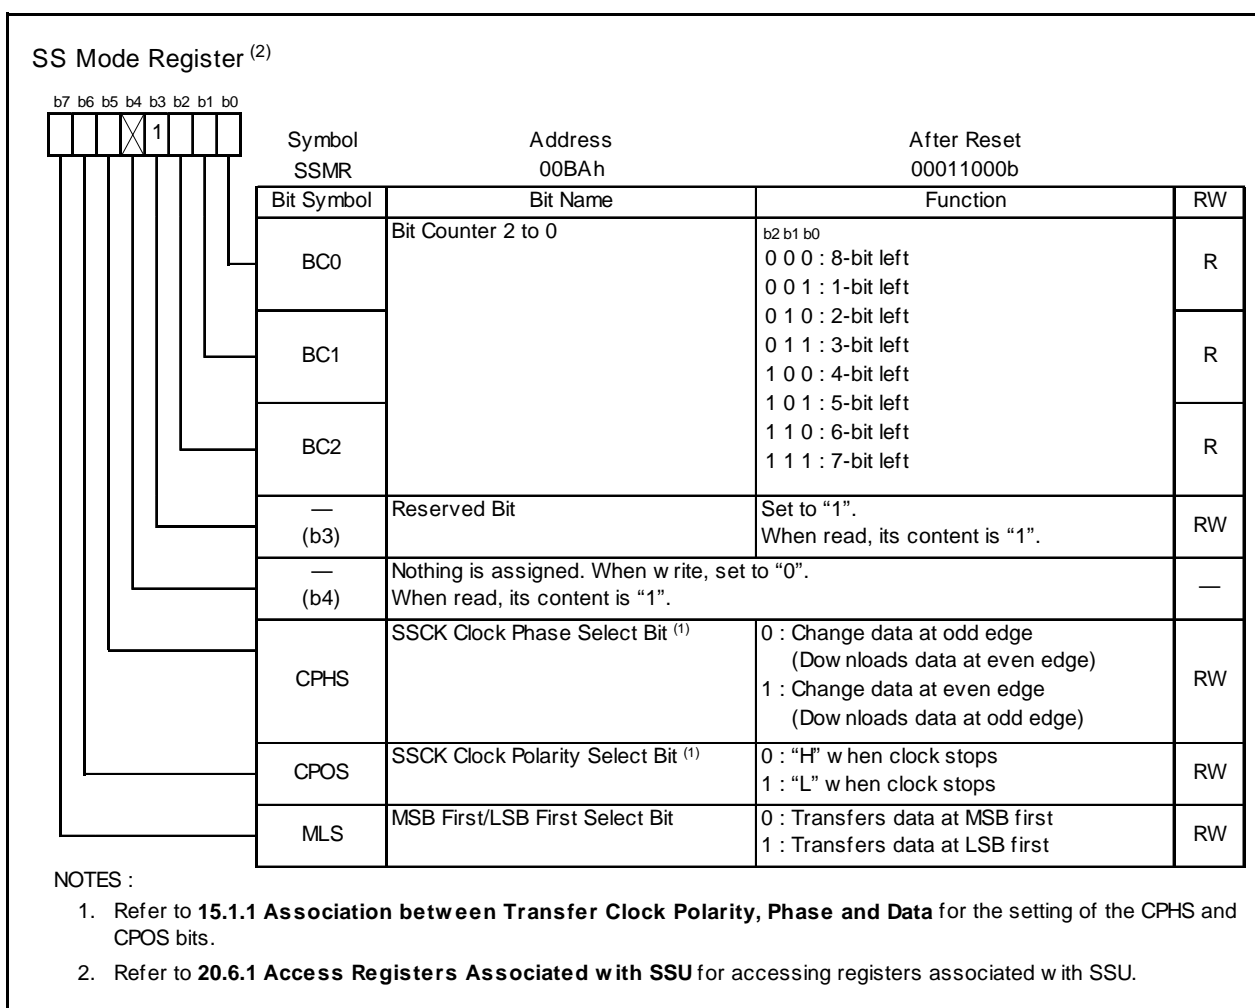 SS Mode Register (2)
b7 b6 b5 b4 b3 b2 b1 b0
1
Symbol Address After Reset
SSMR 00BAh 00011000b
Bit Symbol Bit Name Function RW
BC0 Bit Counter 2 to 0 b2 b1 b0
0 0 0 : 8-bit left R
0 0 1 : 1-bit left
0 1 0 : 2-bit left
BC1 0 1 1 : 3-bit left R
1 0 0 : 4-bit left
1 0 1 : 5-bit left
BC2 1 1 0 : 6-bit left R
1 1 1 : 7-bit left
— Reserved Bit Set to “1”. RW
(b3) When read, its content is “1”.
— Nothing is assigned. When write, set to “0”. —
(b4) When read, its content is “1”.
CPHS SSCK Clock Phase Select Bit (1) 0 : Change data at odd edge RW
(Downloads data at even edge)
1 : Change data at even edge
(Downloads data at odd edge)
CPOS SSCK Clock Polarity Select Bit (1) 0 : “H” when clock stops RW
1 : “L” when clock stops
MLS MSB First/LSB First Select Bit 0 : Transfers data at MSB first RW
1 : Transfers data at LSB first
NOTES :
1. Refer to 15.1.1 Association between Transfer Clock Polarity, Phase and Data for the setting of the CPHS and
CPOS bits.
2. Refer to 20.6.1 Access Registers Associated with SSU for accessing registers associated with SSU.